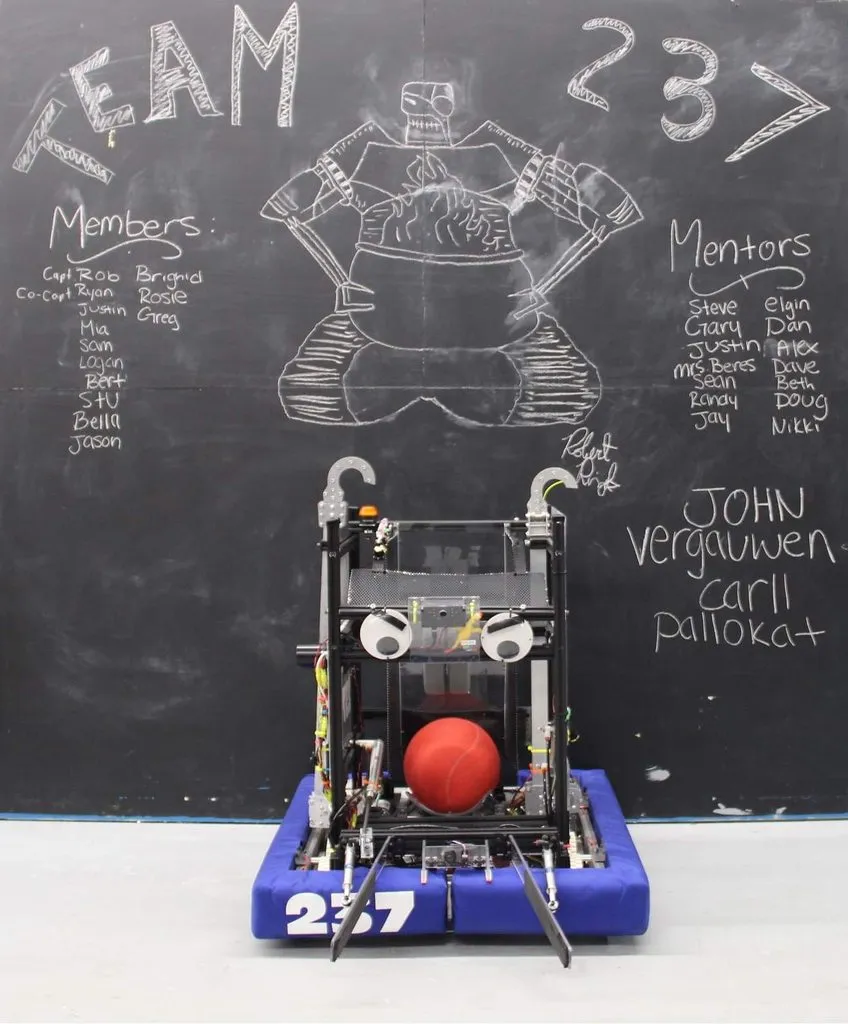 TEAM 237
Members:
Capt Rob
Co-Capt Ryan
Justin
Mia
Sam
Logan
Bert
Stu
Bella
Jason
Brighid
Rosie
Greg
Mentors
Steve
Gary
Justin
Mrs Beres
Sean
Randy
Jay
elgin
Dan
Alex
Dave
Beth
Doug
Nikki
Robert
JOHN
vergauwen
carll
pallokat
237